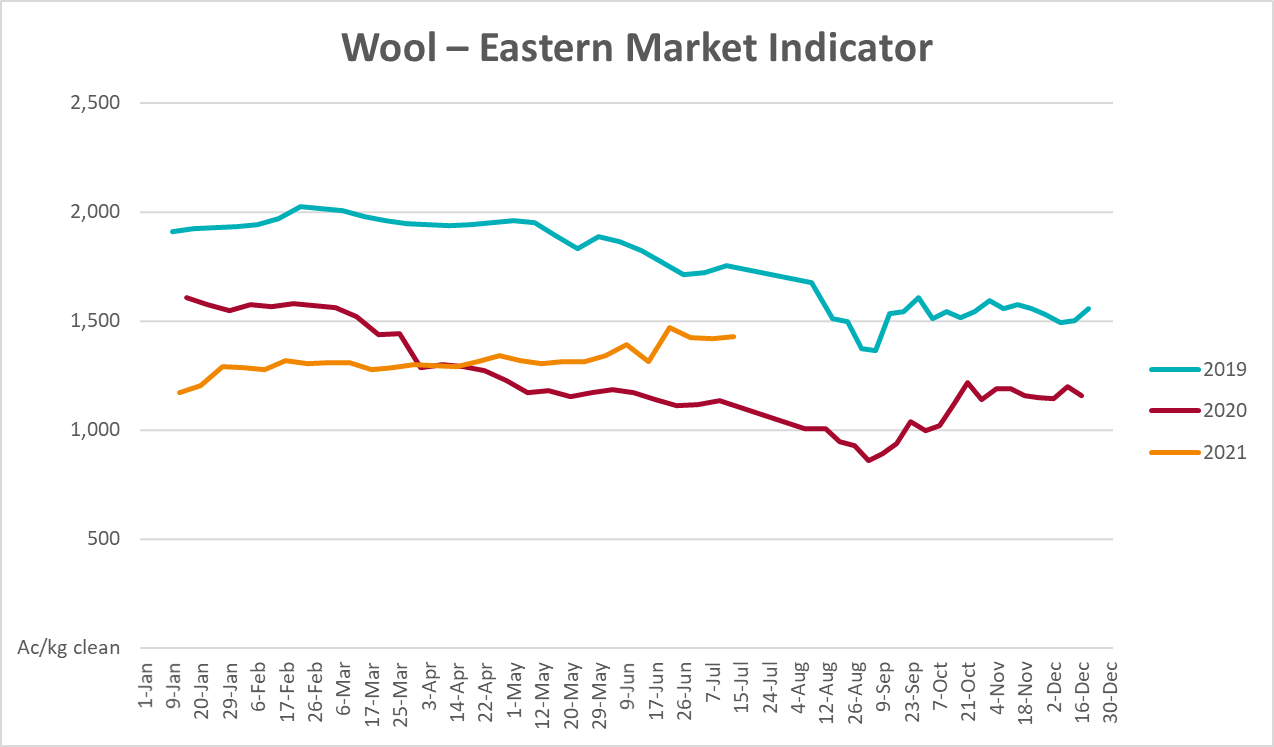 Wool – Eastern Market Indicator
2,500
2,000
1,500
1,000
500
Ac/kg clean
1-Jan
9-Jan
20-Jan
29-Jan
6-Feb
17-Feb
26-Feb
6-Mar
17-Mar
25-Mar
3-Apr
14-Apr
22-Apr
1-May
12-May
20-May
29-May
9-Jun
17-Jun
26-Jun
7-Jul
15-Jul
24-Jul
4-Aug
12-Aug
26-Aug
9-Sep
23-Sep
7-Oct
21-Oct
4-Nov
18-Nov
2-Dec
16-Dec
30-Dec
2019
2020
2021